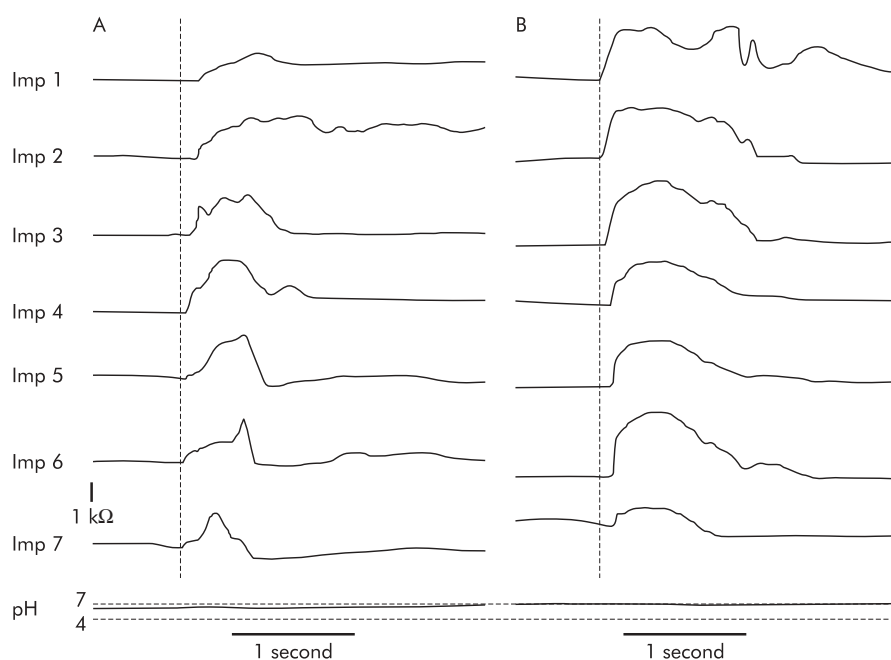 A B
Imp 1
Imp 2
Imp 3
Imp 4
Imp 5
Imp 6
1 kΩ
Imp 7
7
pH
4
1 second 1 second